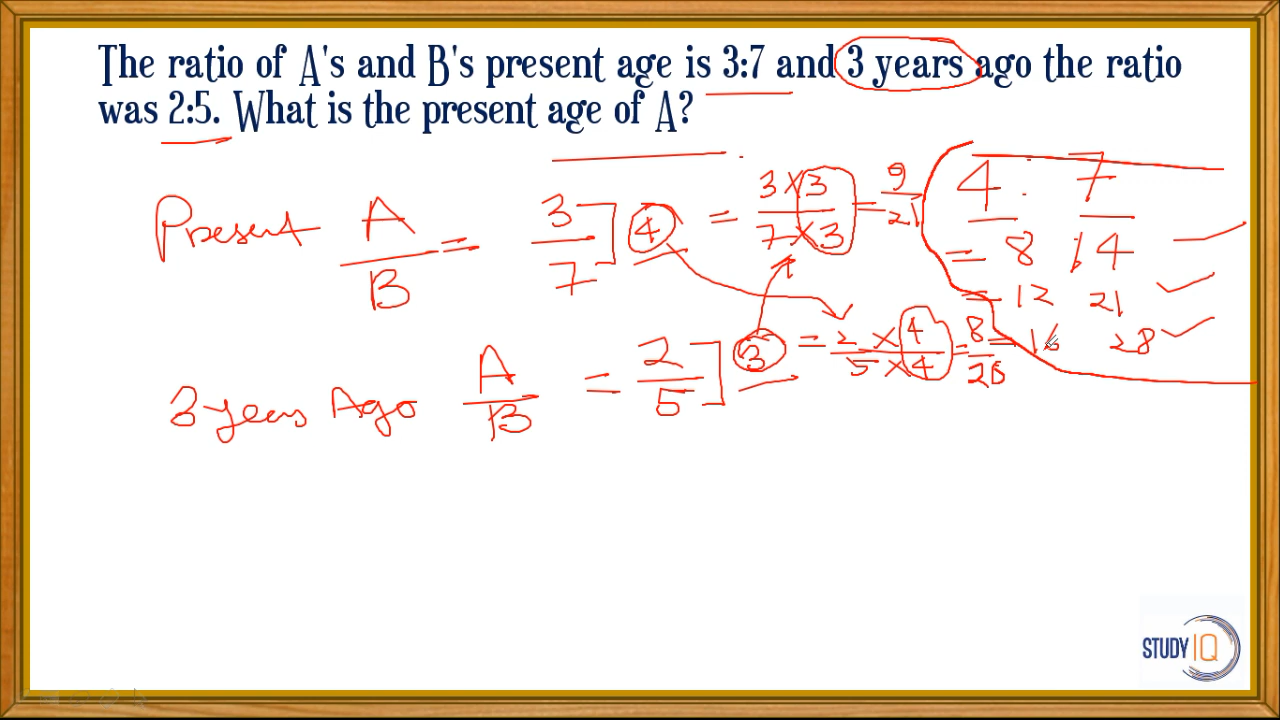 The ratio of A's and B's present age is 3:7 and 3 years ago the ratio
was 2:5. What is the present age of A?
Present A/B = 3/7 ] 4 = 3×3/7×3 = 9/21
3 years Ago A/B = 2/5 ] 3 = 2×4/5×4 = 8/20
4 : 7
= 8 14
= 12 21
= 16 28
STUDY IQ